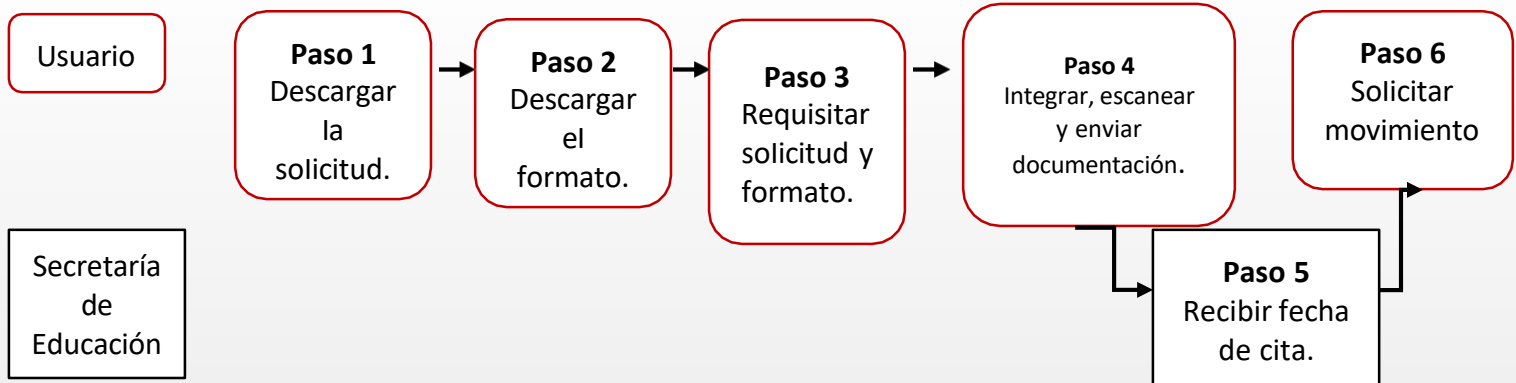 Usuario
Paso 1
Descargar
la
solicitud.
Paso 2
Descargar
el
formato.
Paso 3
Requisitar
solicitud y
formato.
Paso 4
Integrar, escanear
y enviar
documentación.
Paso 6
Solicitar
movimiento
Secretaría
de
Educación
Paso 5
Recibir fecha
de cita.